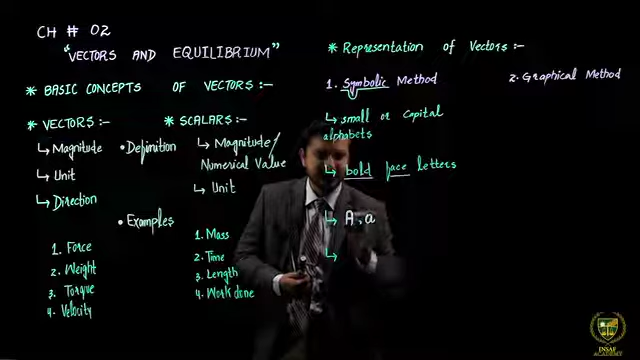 CH # 02
"VECTORS AND EQUILIBRIUM"
* BASIC CONCEPTS OF VECTORS :-
* VECTORS :-
↳ Magnitude
↳ Unit
↳ Direction
• Definition
• Examples
1. Force
2. Weight
3. Torque
4. Velocity
* SCALARS :-
↳ Magnitude/
Numerical Value
↳ Unit
1. Mass
2. Time
3. Length
4. Work done
* Representation of Vectors :-
1. Symbolic Method
↳ small or capital
alphabets
↳ bold face letters
↳ A, a
↳
2. Graphical Method
INSAF
ACADEMY